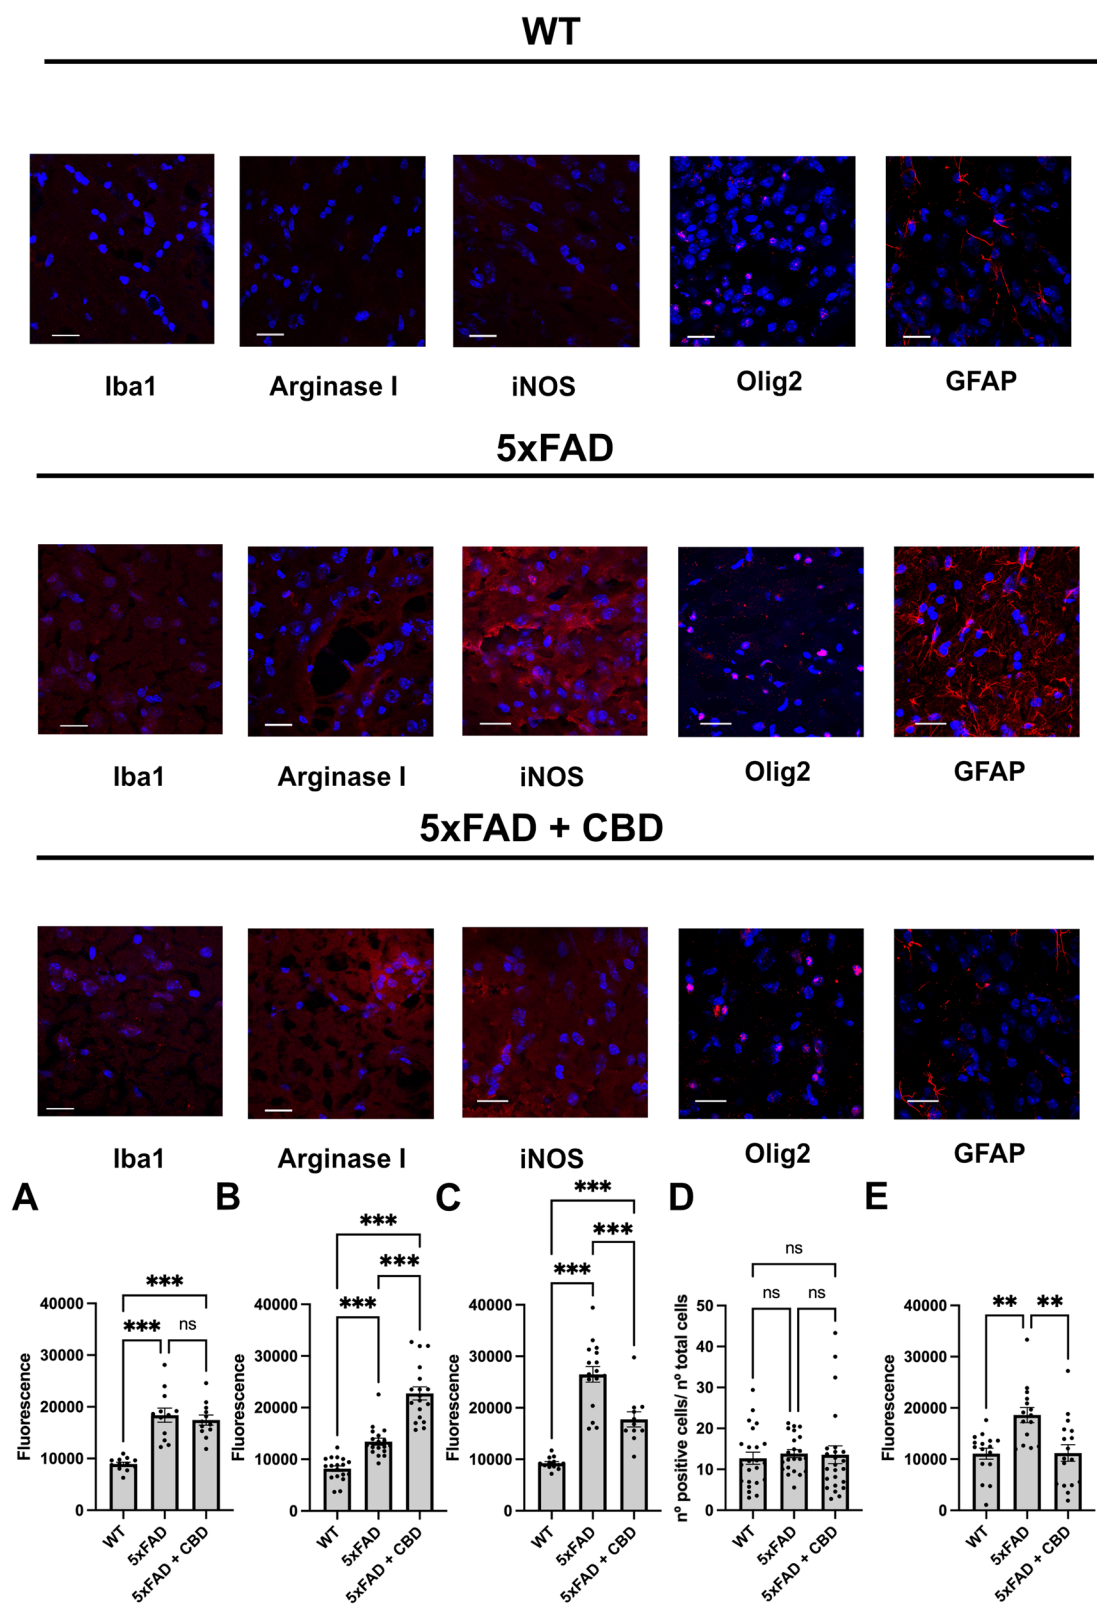 WT
Iba1
Arginase I
iNOS
Olig2
GFAP
5xFAD
Iba1
Arginase I
iNOS
Olig2
GFAP
5xFAD + CBD
Iba1
Arginase I
iNOS
Olig2
GFAP
A
***
***
ns
40000
30000
20000
10000
0
Fluorescence
WT
5xFAD
5xFAD + CBD
B
***
***
***
40000
30000
20000
10000
0
Fluorescence
WT
5xFAD
5xFAD + CBD
C
***
***
***
40000
30000
20000
10000
0
Fluorescence
WT
5xFAD
5xFAD + CBD
D
ns
ns
ns
50
40
30
20
10
0
nº positive cells/ nº total cells
WT
5xFAD
5xFAD + CBD
E
**
**
40000
30000
20000
10000
0
Fluorescence
WT
5xFAD
5xFAD + CBD